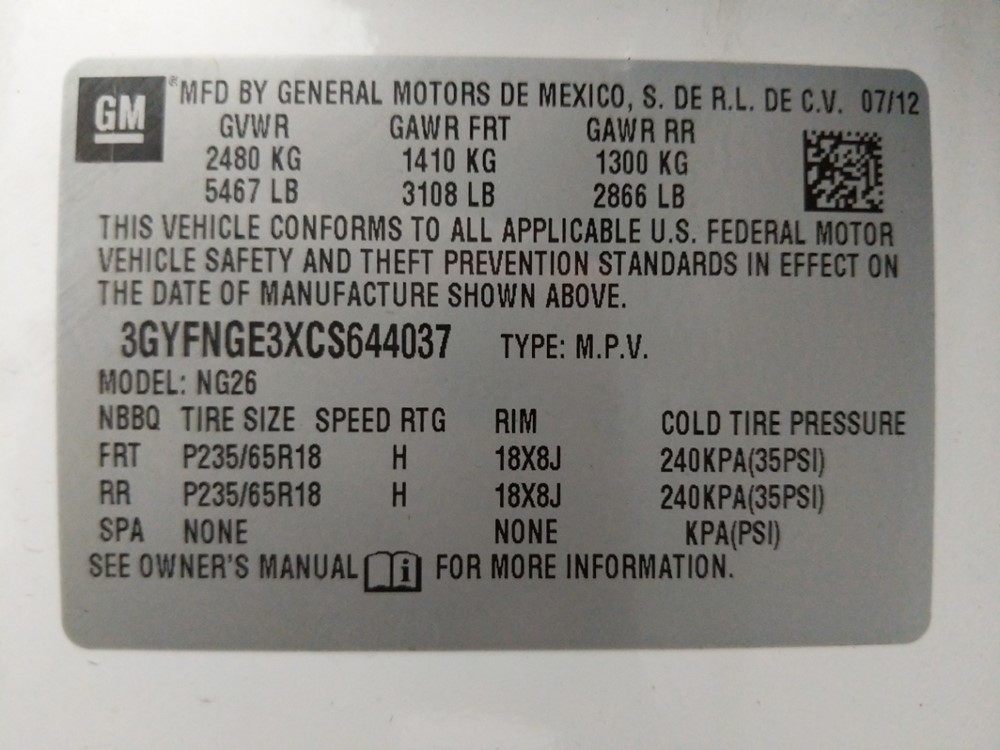 GM ® MFD BY GENERAL MOTORS DE MEXICO, S. DE R.L. DE C.V. 07/12
GVWR GAWR FRT GAWR RR
2480 KG 1410 KG 1300 KG
5467 LB 3108 LB 2866 LB
THIS VEHICLE CONFORMS TO ALL APPLICABLE U.S. FEDERAL MOTOR
VEHICLE SAFETY AND THEFT PREVENTION STANDARDS IN EFFECT ON
THE DATE OF MANUFACTURE SHOWN ABOVE.
3GYFNGE3XCS644037 TYPE: M.P.V.
MODEL: NG26
NBBQ TIRE SIZE SPEED RTG RIM COLD TIRE PRESSURE
FRT P235/65R18 H 18X8J 240KPA(35PSI)
RR P235/65R18 H 18X8J 240KPA(35PSI)
SPA NONE NONE KPA(PSI)
SEE OWNER'S MANUAL i FOR MORE INFORMATION.